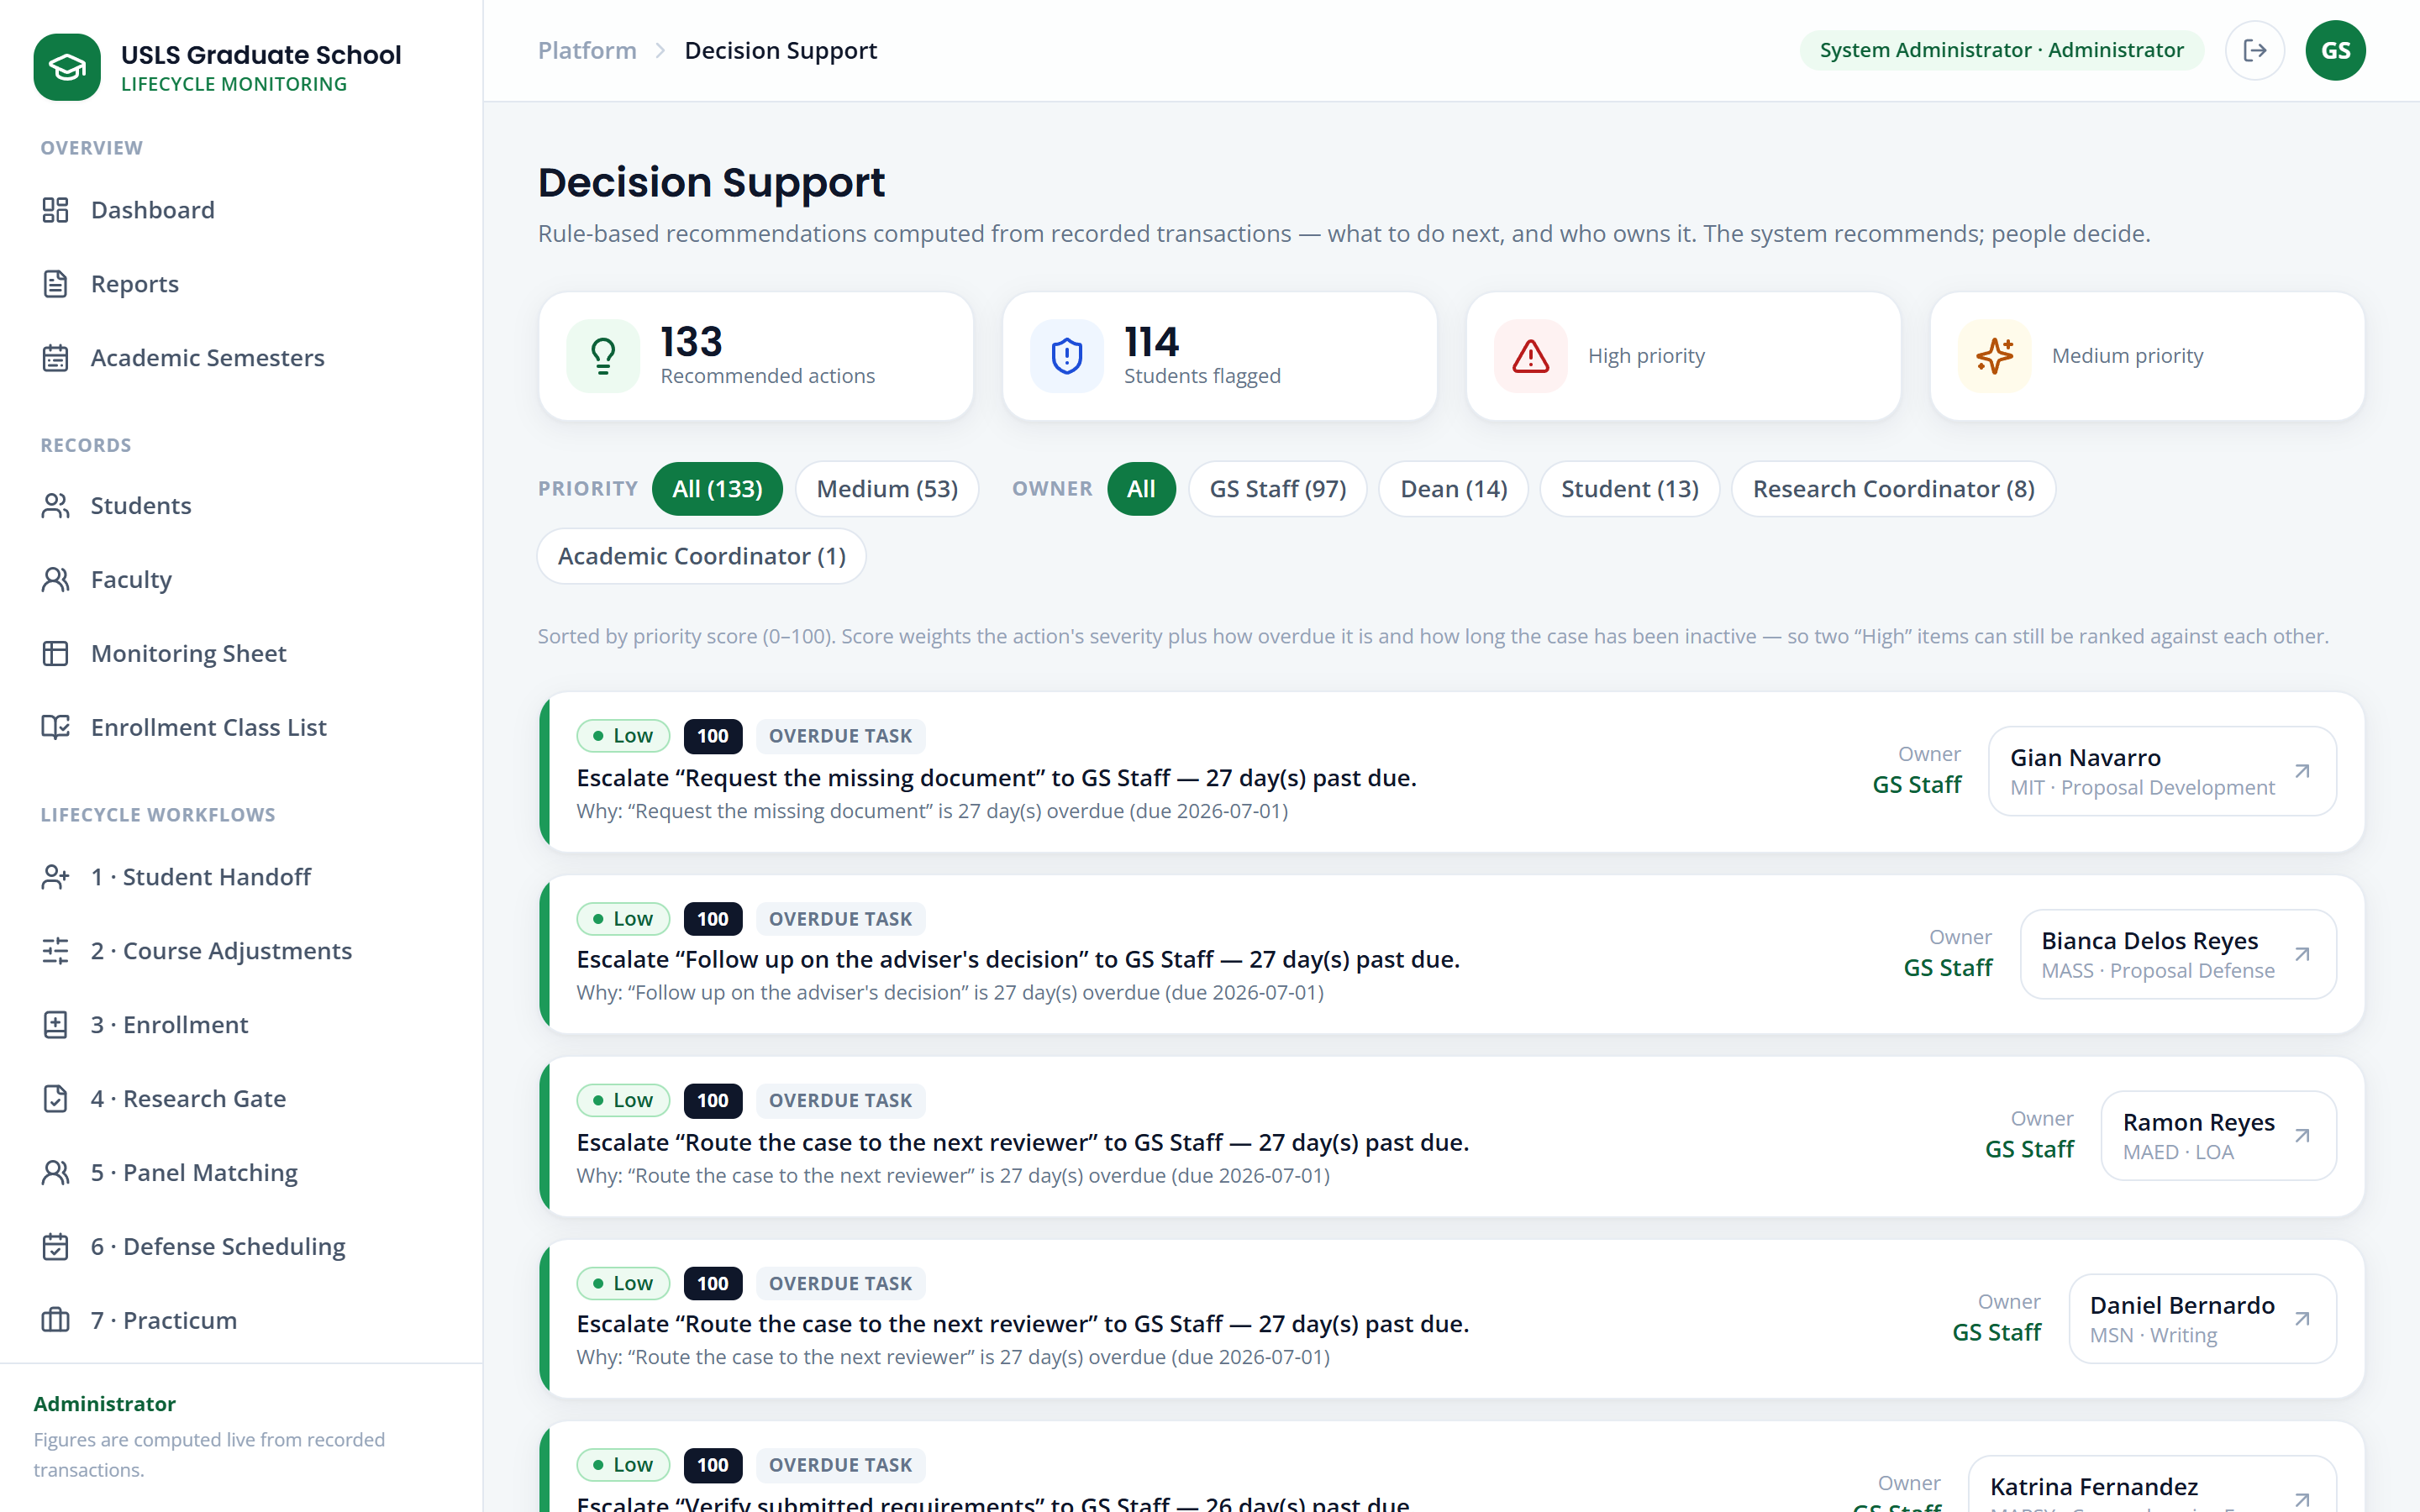 USLS Graduate School
LIFECYCLE MONITORING
OVERVIEW
Dashboard
Reports
Academic Semesters
RECORDS
Students
Faculty
Monitoring Sheet
Enrollment Class List
LIFECYCLE WORKFLOWS
1 · Student Handoff
2 · Course Adjustments
3 · Enrollment
4 · Research Gate
5 · Panel Matching
6 · Defense Scheduling
7 · Practicum
Administrator
Figures are computed live from recorded
transactions.
Platform > Decision Support
System Administrator · Administrator
GS
Decision Support
Rule-based recommendations computed from recorded transactions — what to do next, and who owns it. The system recommends; people decide.
133
Recommended actions
114
Students flagged
High priority
Medium priority
PRIORITY All (133) Medium (53) OWNER All GS Staff (97) Dean (14) Student (13) Research Coordinator (8)
Academic Coordinator (1)
Sorted by priority score (0–100). Score weights the action's severity plus how overdue it is and how long the case has been inactive — so two “High” items can still be ranked against each other.
Low 100 OVERDUE TASK
Escalate “Request the missing document” to GS Staff — 27 day(s) past due.
Why: “Request the missing document” is 27 day(s) overdue (due 2026-07-01)
Owner
GS Staff
Gian Navarro
MIT · Proposal Development
Low 100 OVERDUE TASK
Escalate “Follow up on the adviser's decision” to GS Staff — 27 day(s) past due.
Why: “Follow up on the adviser's decision” is 27 day(s) overdue (due 2026-07-01)
Owner
GS Staff
Bianca Delos Reyes
MASS · Proposal Defense
Low 100 OVERDUE TASK
Escalate “Route the case to the next reviewer” to GS Staff — 27 day(s) past due.
Why: “Route the case to the next reviewer” is 27 day(s) overdue (due 2026-07-01)
Owner
GS Staff
Ramon Reyes
MAED · LOA
Low 100 OVERDUE TASK
Escalate “Route the case to the next reviewer” to GS Staff — 27 day(s) past due.
Why: “Route the case to the next reviewer” is 27 day(s) overdue (due 2026-07-01)
Owner
GS Staff
Daniel Bernardo
MSN · Writing
Low 100 OVERDUE TASK
Escalate “Verify submitted requirements” to GS Staff — 26 day(s) past due.
Owner
GS Staff
Katrina Fernandez